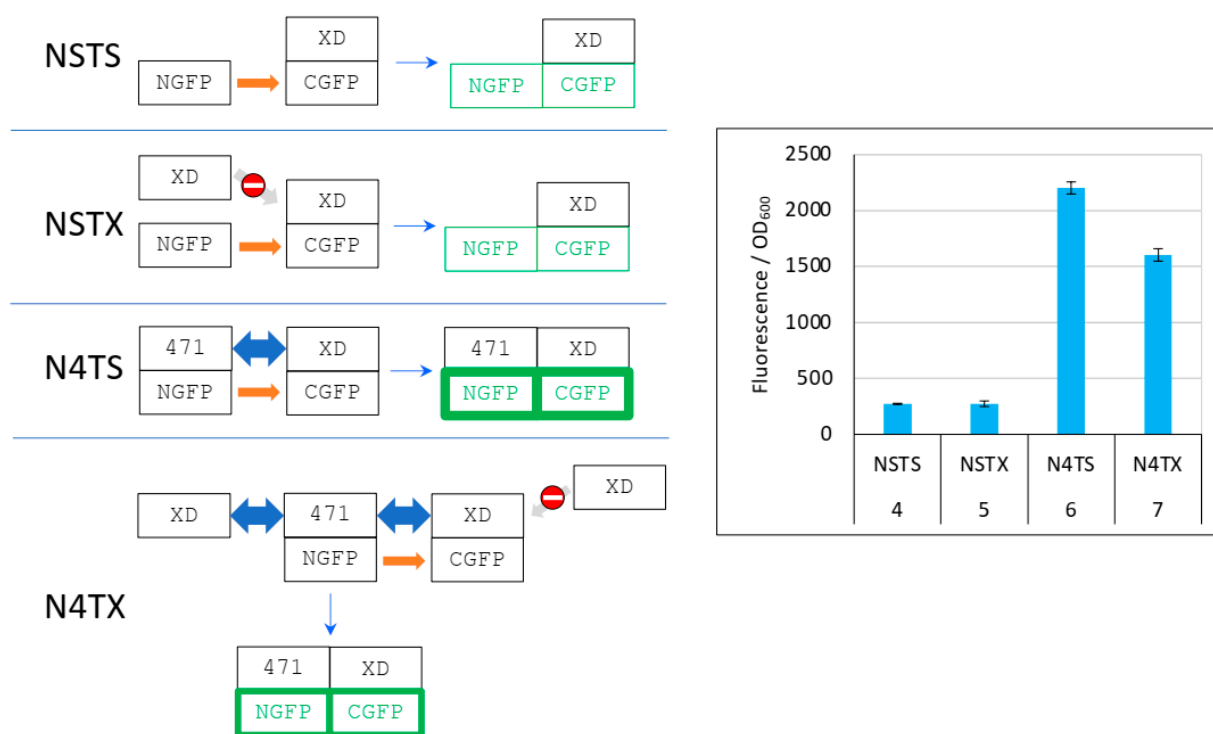 NSTS
XD
NGFP
CGFP
XD
NGFP CGFP
NSTX
XD
XD
NGFP
CGFP
XD
NGFP CGFP
N4TS
471
XD
NGFP
CGFP
471 XD
NGFP CGFP
N4TX
XD
471
XD
XD
NGFP
CGFP
471 XD
NGFP CGFP
Fluorescence / OD600
2500
2000
1500
1000
500
0
NSTS NSTX N4TS N4TX
4 5 6 7